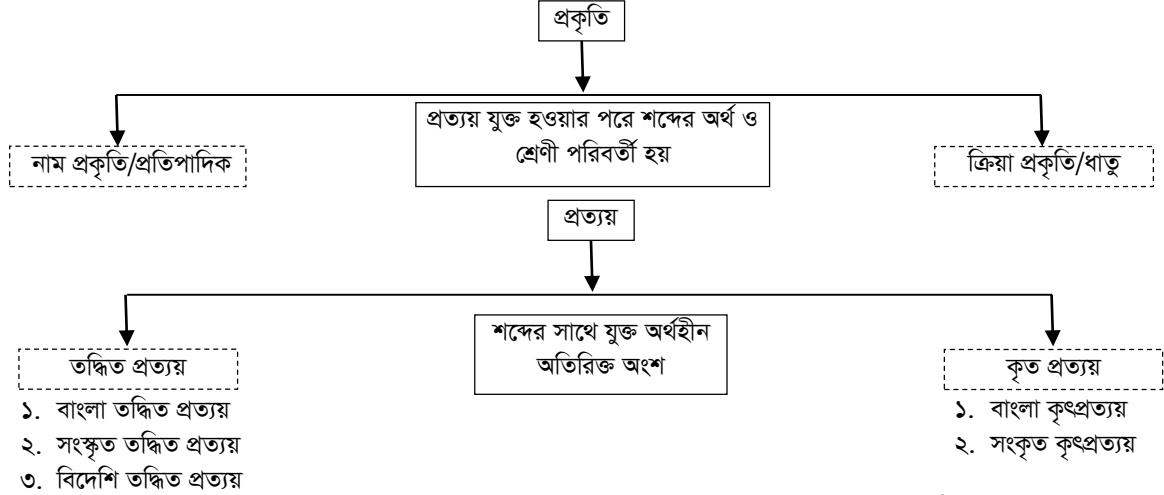 প্রকৃতি
প্রত্যয় যুক্ত হওয়ার পরে শব্দের অর্থ ও
শ্রেণী পরিবর্তী হয়
নাম প্রকৃতি/প্রতিপাদিক
ক্রিয়া প্রকৃতি/ধাতু
প্রত্যয়
শব্দের সাথে যুক্ত অর্থহীন
অতিরিক্ত অংশ
তদ্ধিত প্রত্যয়
১. বাংলা তদ্ধিত প্রত্যয়
২. সংস্কৃত তদ্ধিত প্রত্যয়
৩. বিদেশি তদ্ধিত প্রত্যয়
কৃত প্রত্যয়
১. বাংলা কৃৎপ্রত্যয়
২. সংকৃত কৃৎপ্রত্যয়